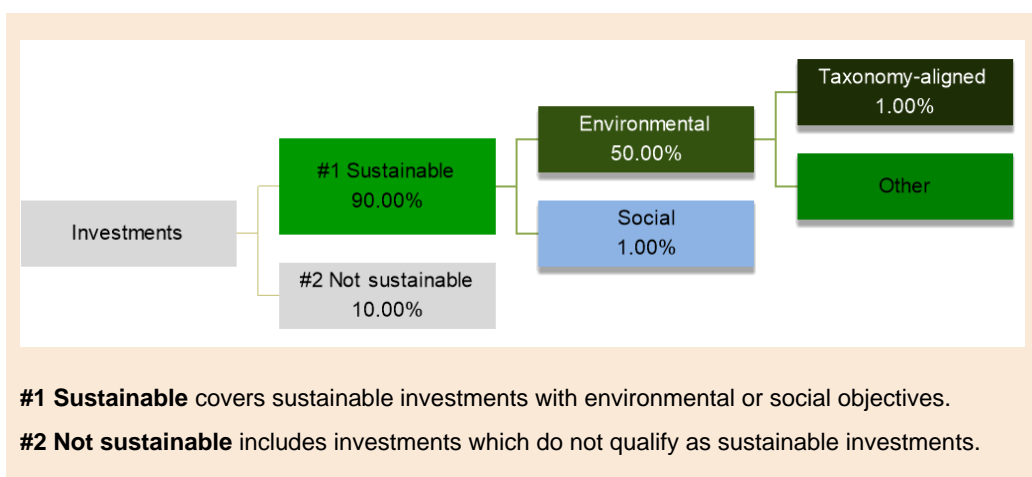 Investments
#1 Sustainable
90.00%
#2 Not sustainable
10.00%
Environmental
50.00%
Social
1.00%
Taxonomy-aligned
1.00%
Other
#1 Sustainable covers sustainable investments with environmental or social objectives.
#2 Not sustainable includes investments which do not qualify as sustainable investments.